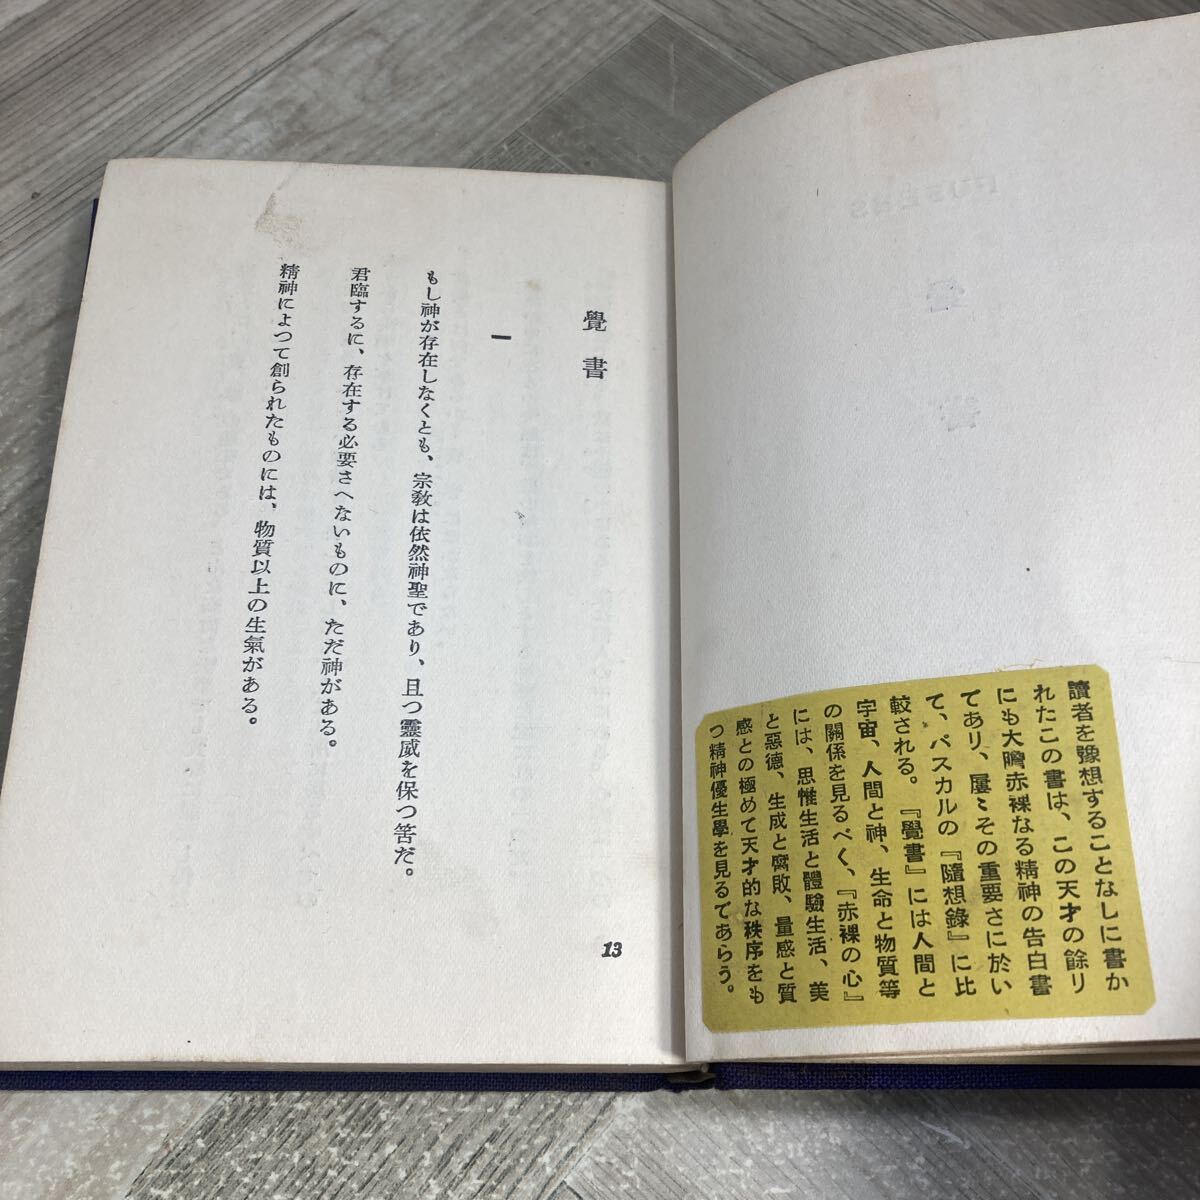 讀者を豫想することなしに書か
れたこの書は、この天才の餘リ
にも大膽赤裸なる精神の告白書
であリ、屢〻その重要さに於い
て、パスカルの『隨想錄』に比
較される。『覺書』には人間と
宇宙、人間と神、生命と物質等
の關係を見るべく、『赤裸の心』
には、思惟生活と體驗生活、美
と惡德、生成と腐敗、量感と質
感との極めて天才的な秩序をも
つ精神優生學を見るてあらう。
覺書
一
もし神が存在しなくとも、宗敎は依然神聖であり、且つ靈威を保つ筈だ。
君臨するに、存在する必要さへないものに、ただ神がある。
精神によつて創られたものには、物質以上の生氣がある。
13